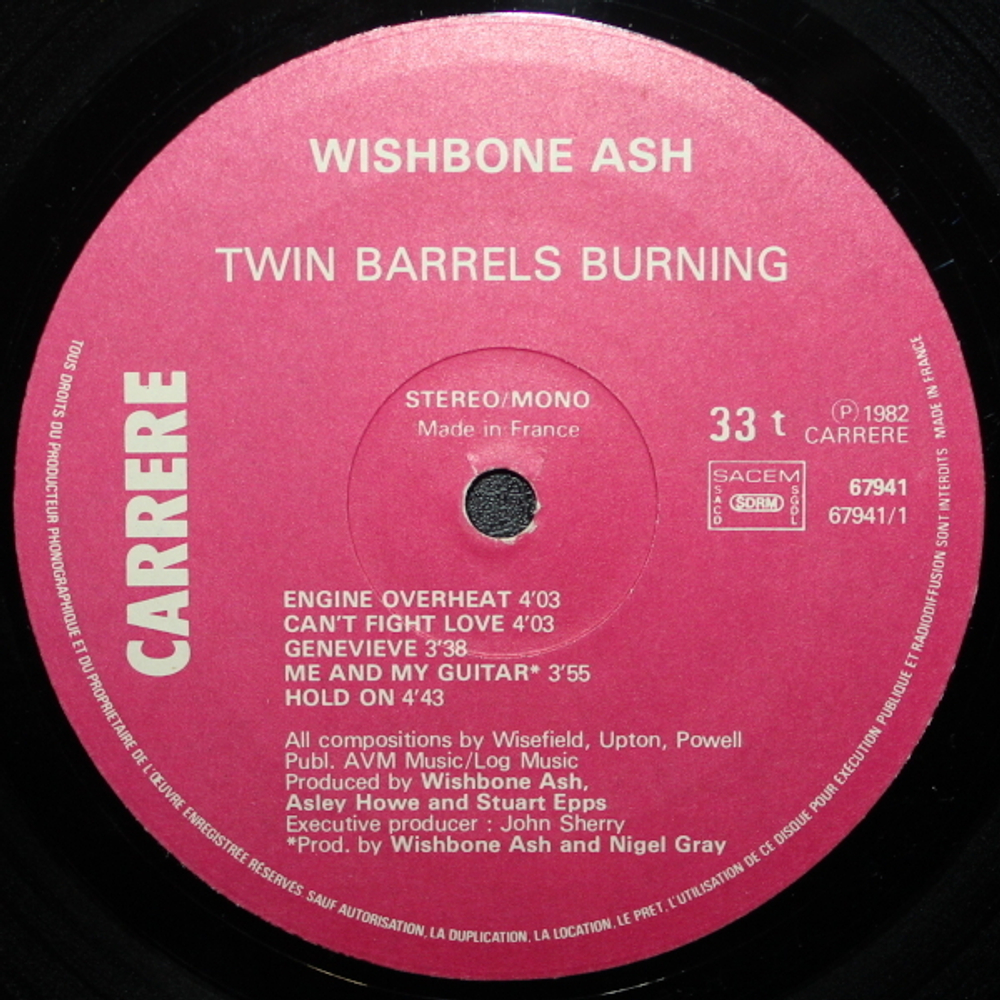 WISHBONE ASH
TWIN BARRELS BURNING
CARRERE
STEREO/MONO
Made in France
33 t
Ⓟ 1982
CARRERE
SACEM
SACD
SDRM
SGDL
67941
67941/1
ENGINE OVERHEAT 4'03
CAN'T FIGHT LOVE 4'03
GENEVIEVE 3'38
ME AND MY GUITAR* 3'55
HOLD ON 4'43
All compositions by Wisefield, Upton, Powell
Publ. AVM Music/Log Music
Produced by Wishbone Ash,
Asley Howe and Stuart Epps
Executive producer : John Sherry
*Prod. by Wishbone Ash and Nigel Gray
TOUS DROITS DU PRODUCTEUR PHONOGRAPHIQUE ET DU PROPRIETAIRE DE L'ŒUVRE ENREGISTREE RÉSERVES. SAUF AUTORISATION, LA DUPLICATION, LA LOCATION, LE PRET, L'UTILISATION DE CE DISQUE POUR EXECUTION PUBLIQUE ET RADIODIFFUSION SONT INTERDITS MADE IN FRANCE